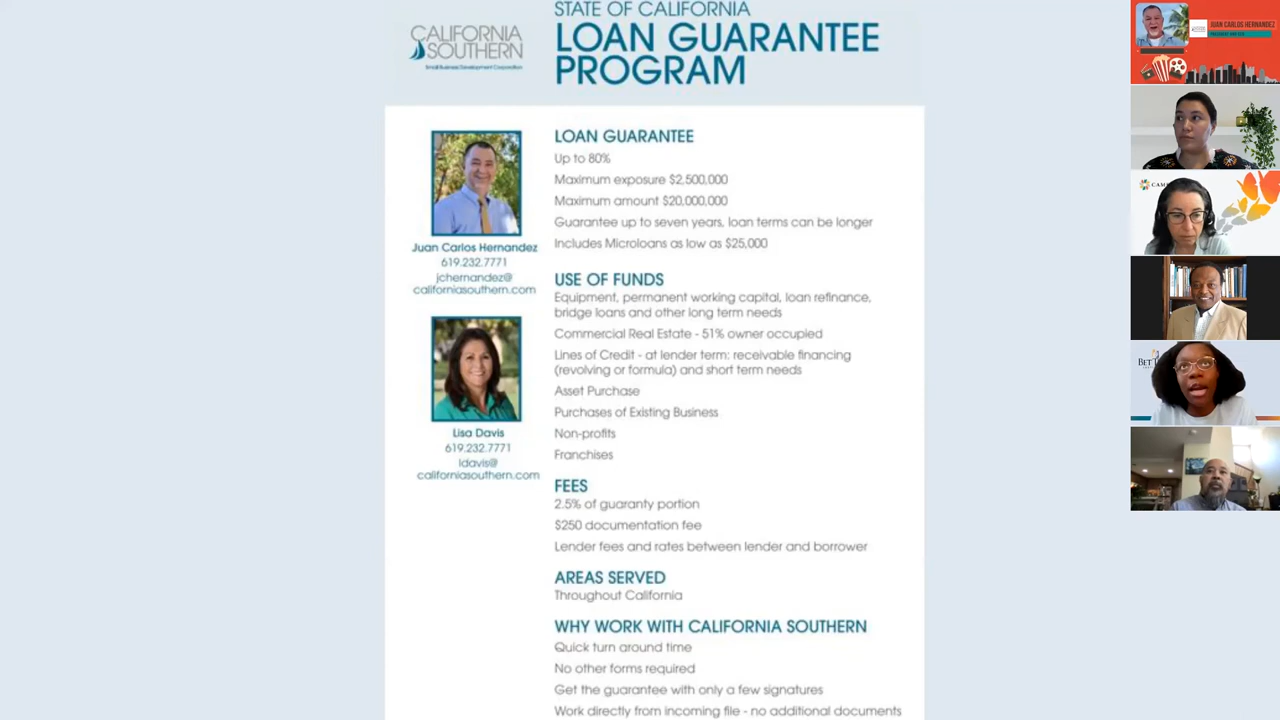 STATE OF CALIFORNIA
LOAN GUARANTEE
PROGRAM
CALIFORNIA
SOUTHERN
Small Business Development Corporation
Juan Carlos Hernandez
619.232.7771
jchernandez@
californiasouthern.com
Lisa Davis
619.232.7771
ldavis@
californiasouthern.com
LOAN GUARANTEE
Up to 80%
Maximum exposure $2,500,000
Maximum amount $20,000,000
Guarantee up to seven years, loan terms can be longer
Includes Microloans as low as $25,000
USE OF FUNDS
Equipment, permanent working capital, loan refinance,
bridge loans and other long term needs
Commercial Real Estate - 51% owner occupied
Lines of Credit - at lender term: receivable financing
(revolving or formula) and short term needs
Asset Purchase
Purchases of Existing Business
Non-profits
Franchises
FEES
2.5% of guaranty portion
$250 documentation fee
Lender fees and rates between lender and borrower
AREAS SERVED
Throughout California
WHY WORK WITH CALIFORNIA SOUTHERN
Quick turn around time
No other forms required
Get the guarantee with only a few signatures
Work directly from incoming file - no additional documents
JUAN CARLOS HERNANDEZ
PRESIDENT AND CEO